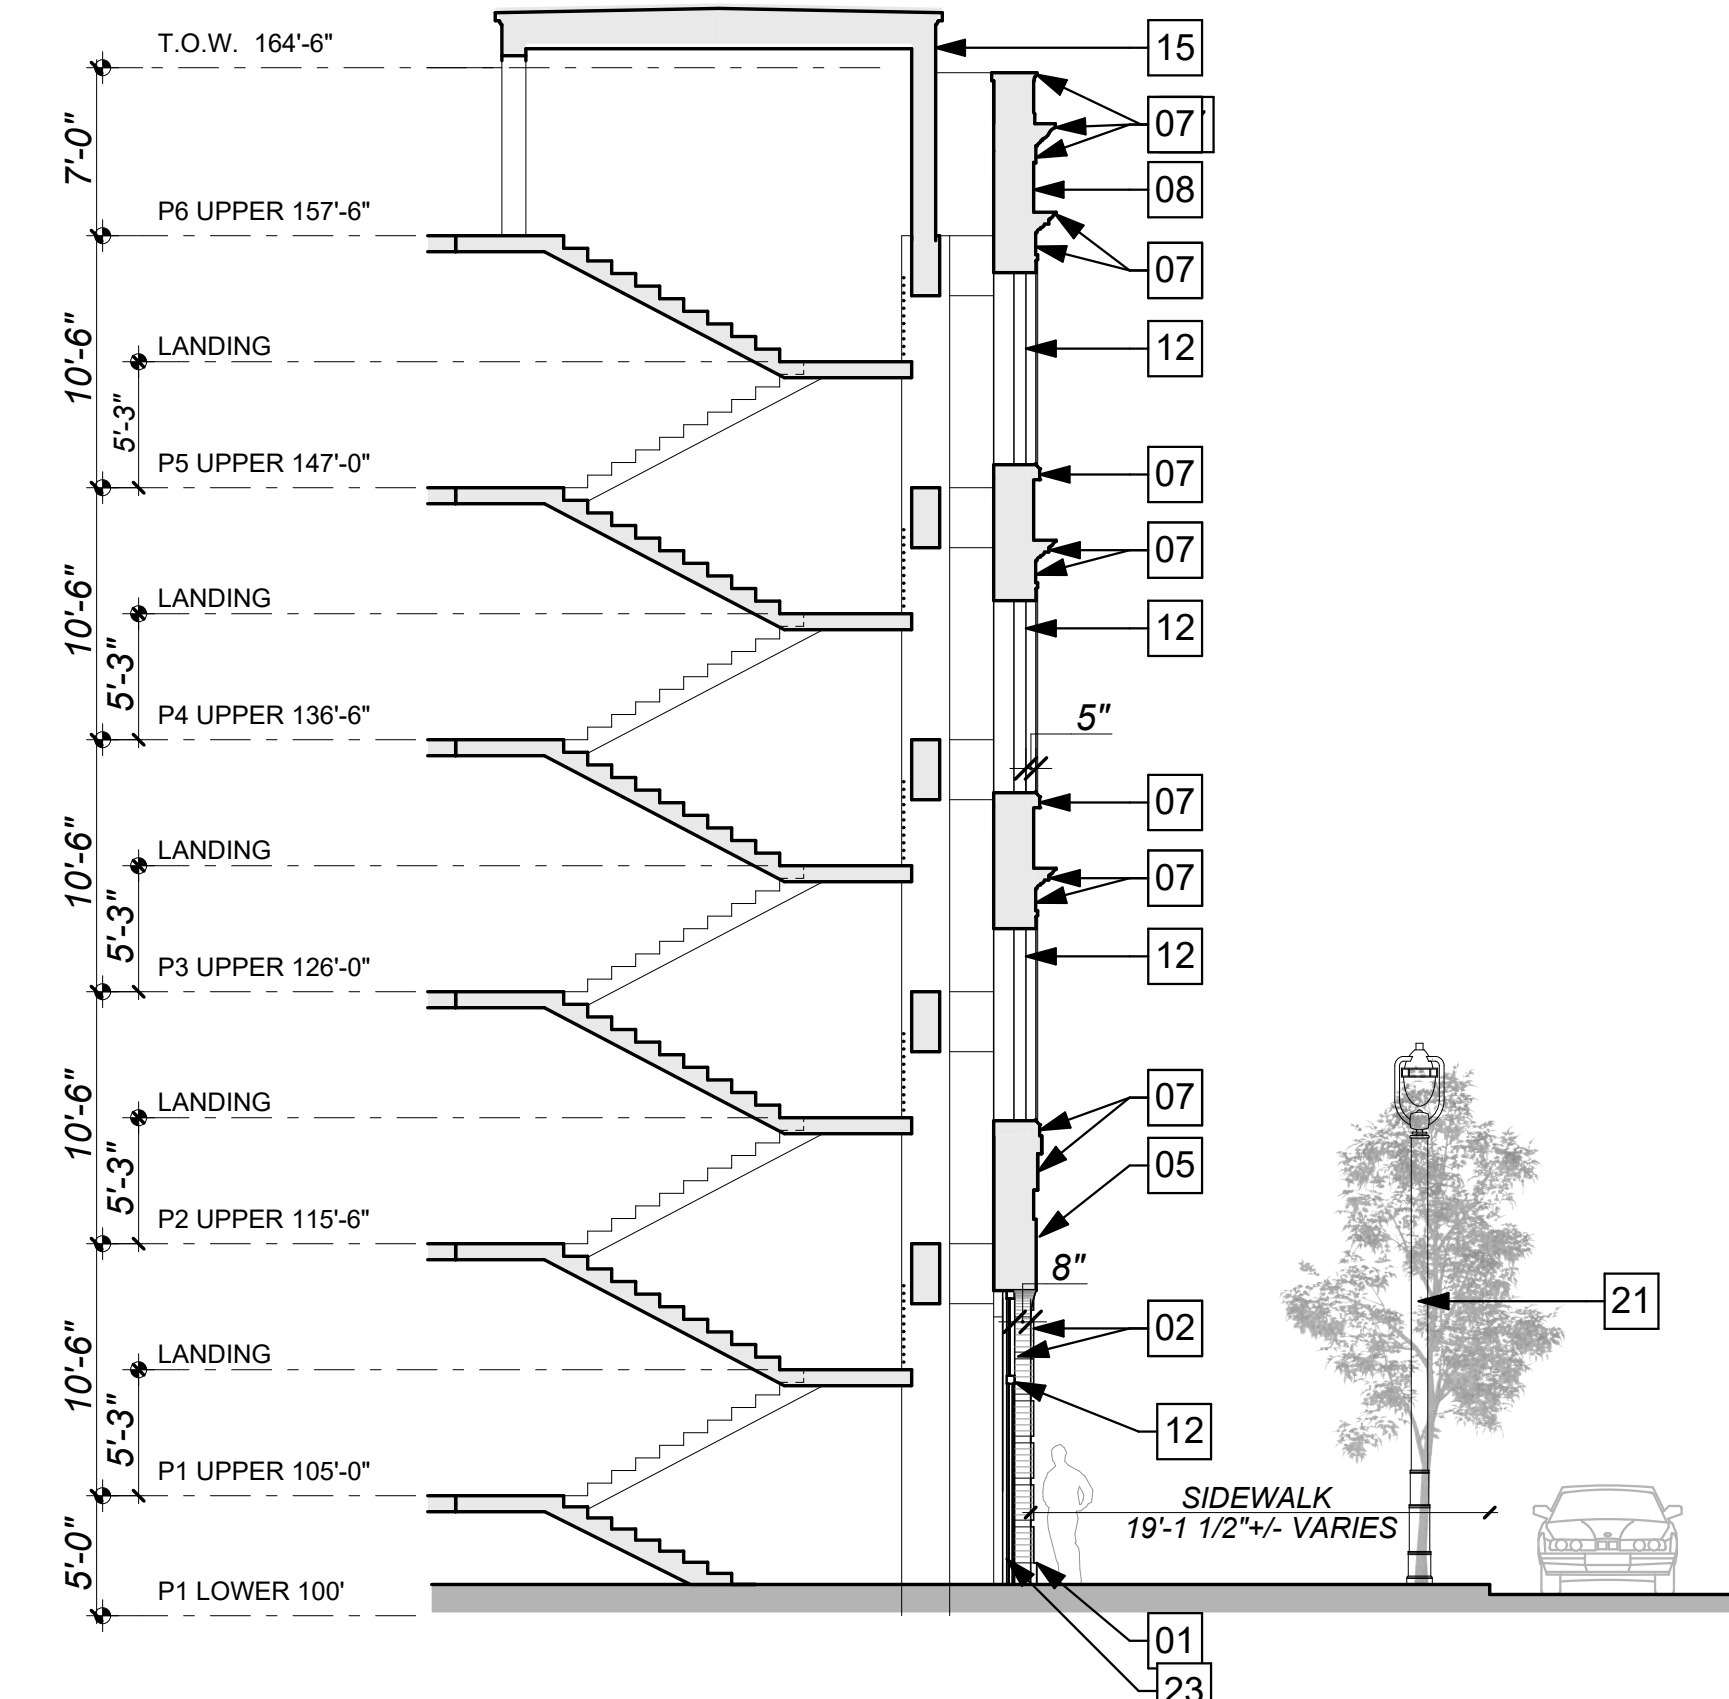 T.O.W. 164'-6"
15
7'-0"
07
08
P6 UPPER 157'-6"
07
10'-6"
LANDING
12
5'-3"
P5 UPPER 147'-0"
07
07
10'-6"
LANDING
12
5'-3"
P4 UPPER 136'-6"
5"
07
10'-6"
LANDING
07
5'-3"
12
P3 UPPER 126'-0"
10'-6"
LANDING
07
5'-3"
05
P2 UPPER 115'-6"
8"
21
02
10'-6"
LANDING
12
5'-3"
P1 UPPER 105'-0"
SIDEWALK
19'-1 1/2"+/- VARIES
5'-0"
P1 LOWER 100'
01
23